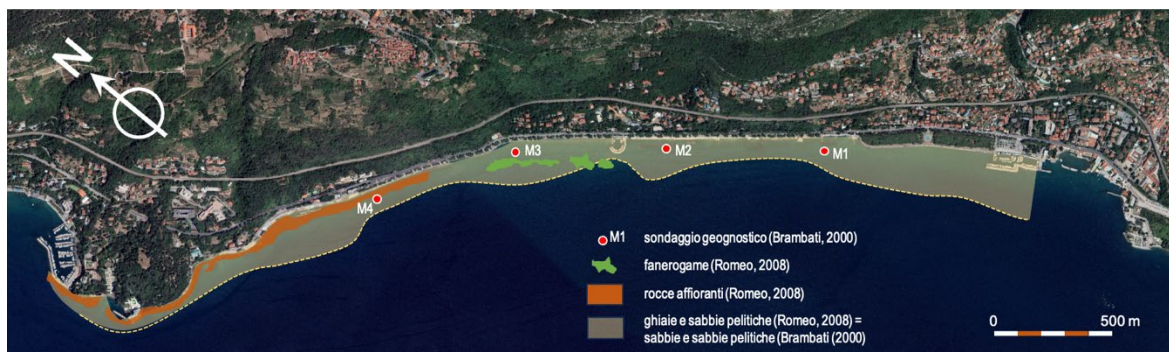 N
M3
M2
M1
M4
M1 sondaggio geognostico (Brambati, 2000)
fanerogame (Romeo, 2008)
rocce affioranti (Romeo, 2008)
ghiaie e sabbie pelitiche (Romeo, 2008) =
sabbie e sabbie pelitiche (Brambati (2000)
0 500 m